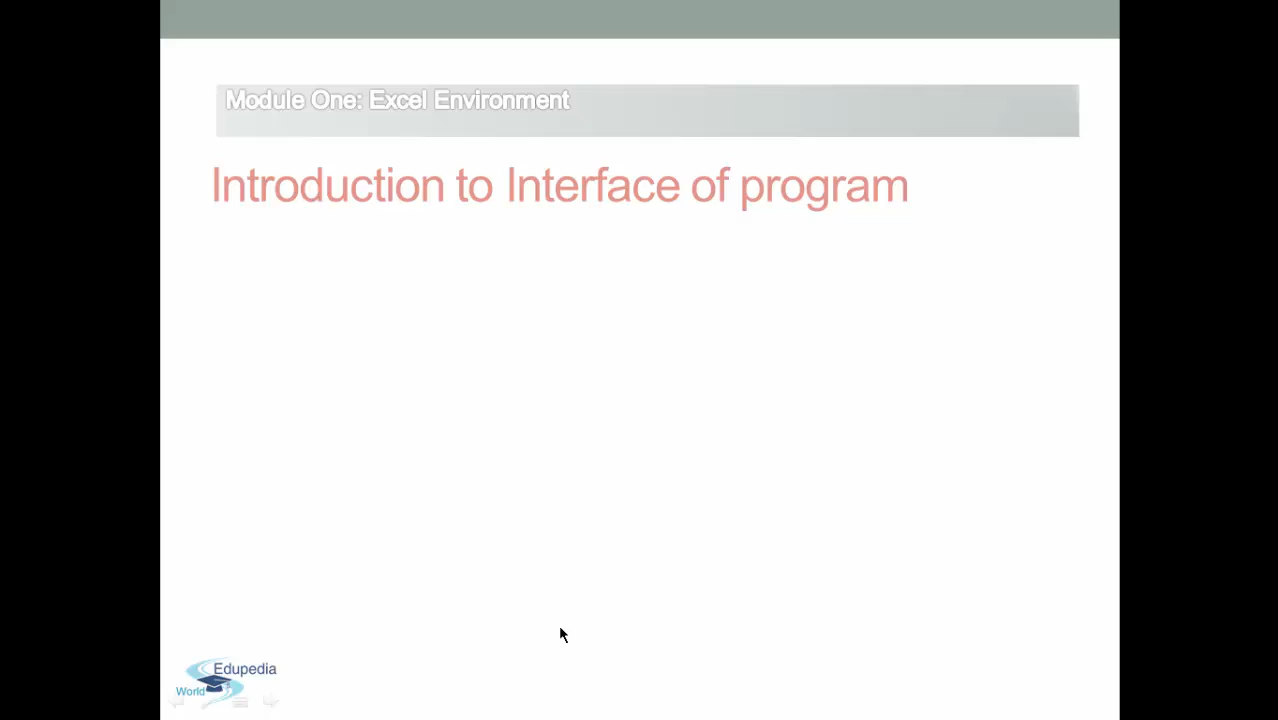 Module One: Excel Environment
Introduction to Interface of program
Edupedia
World